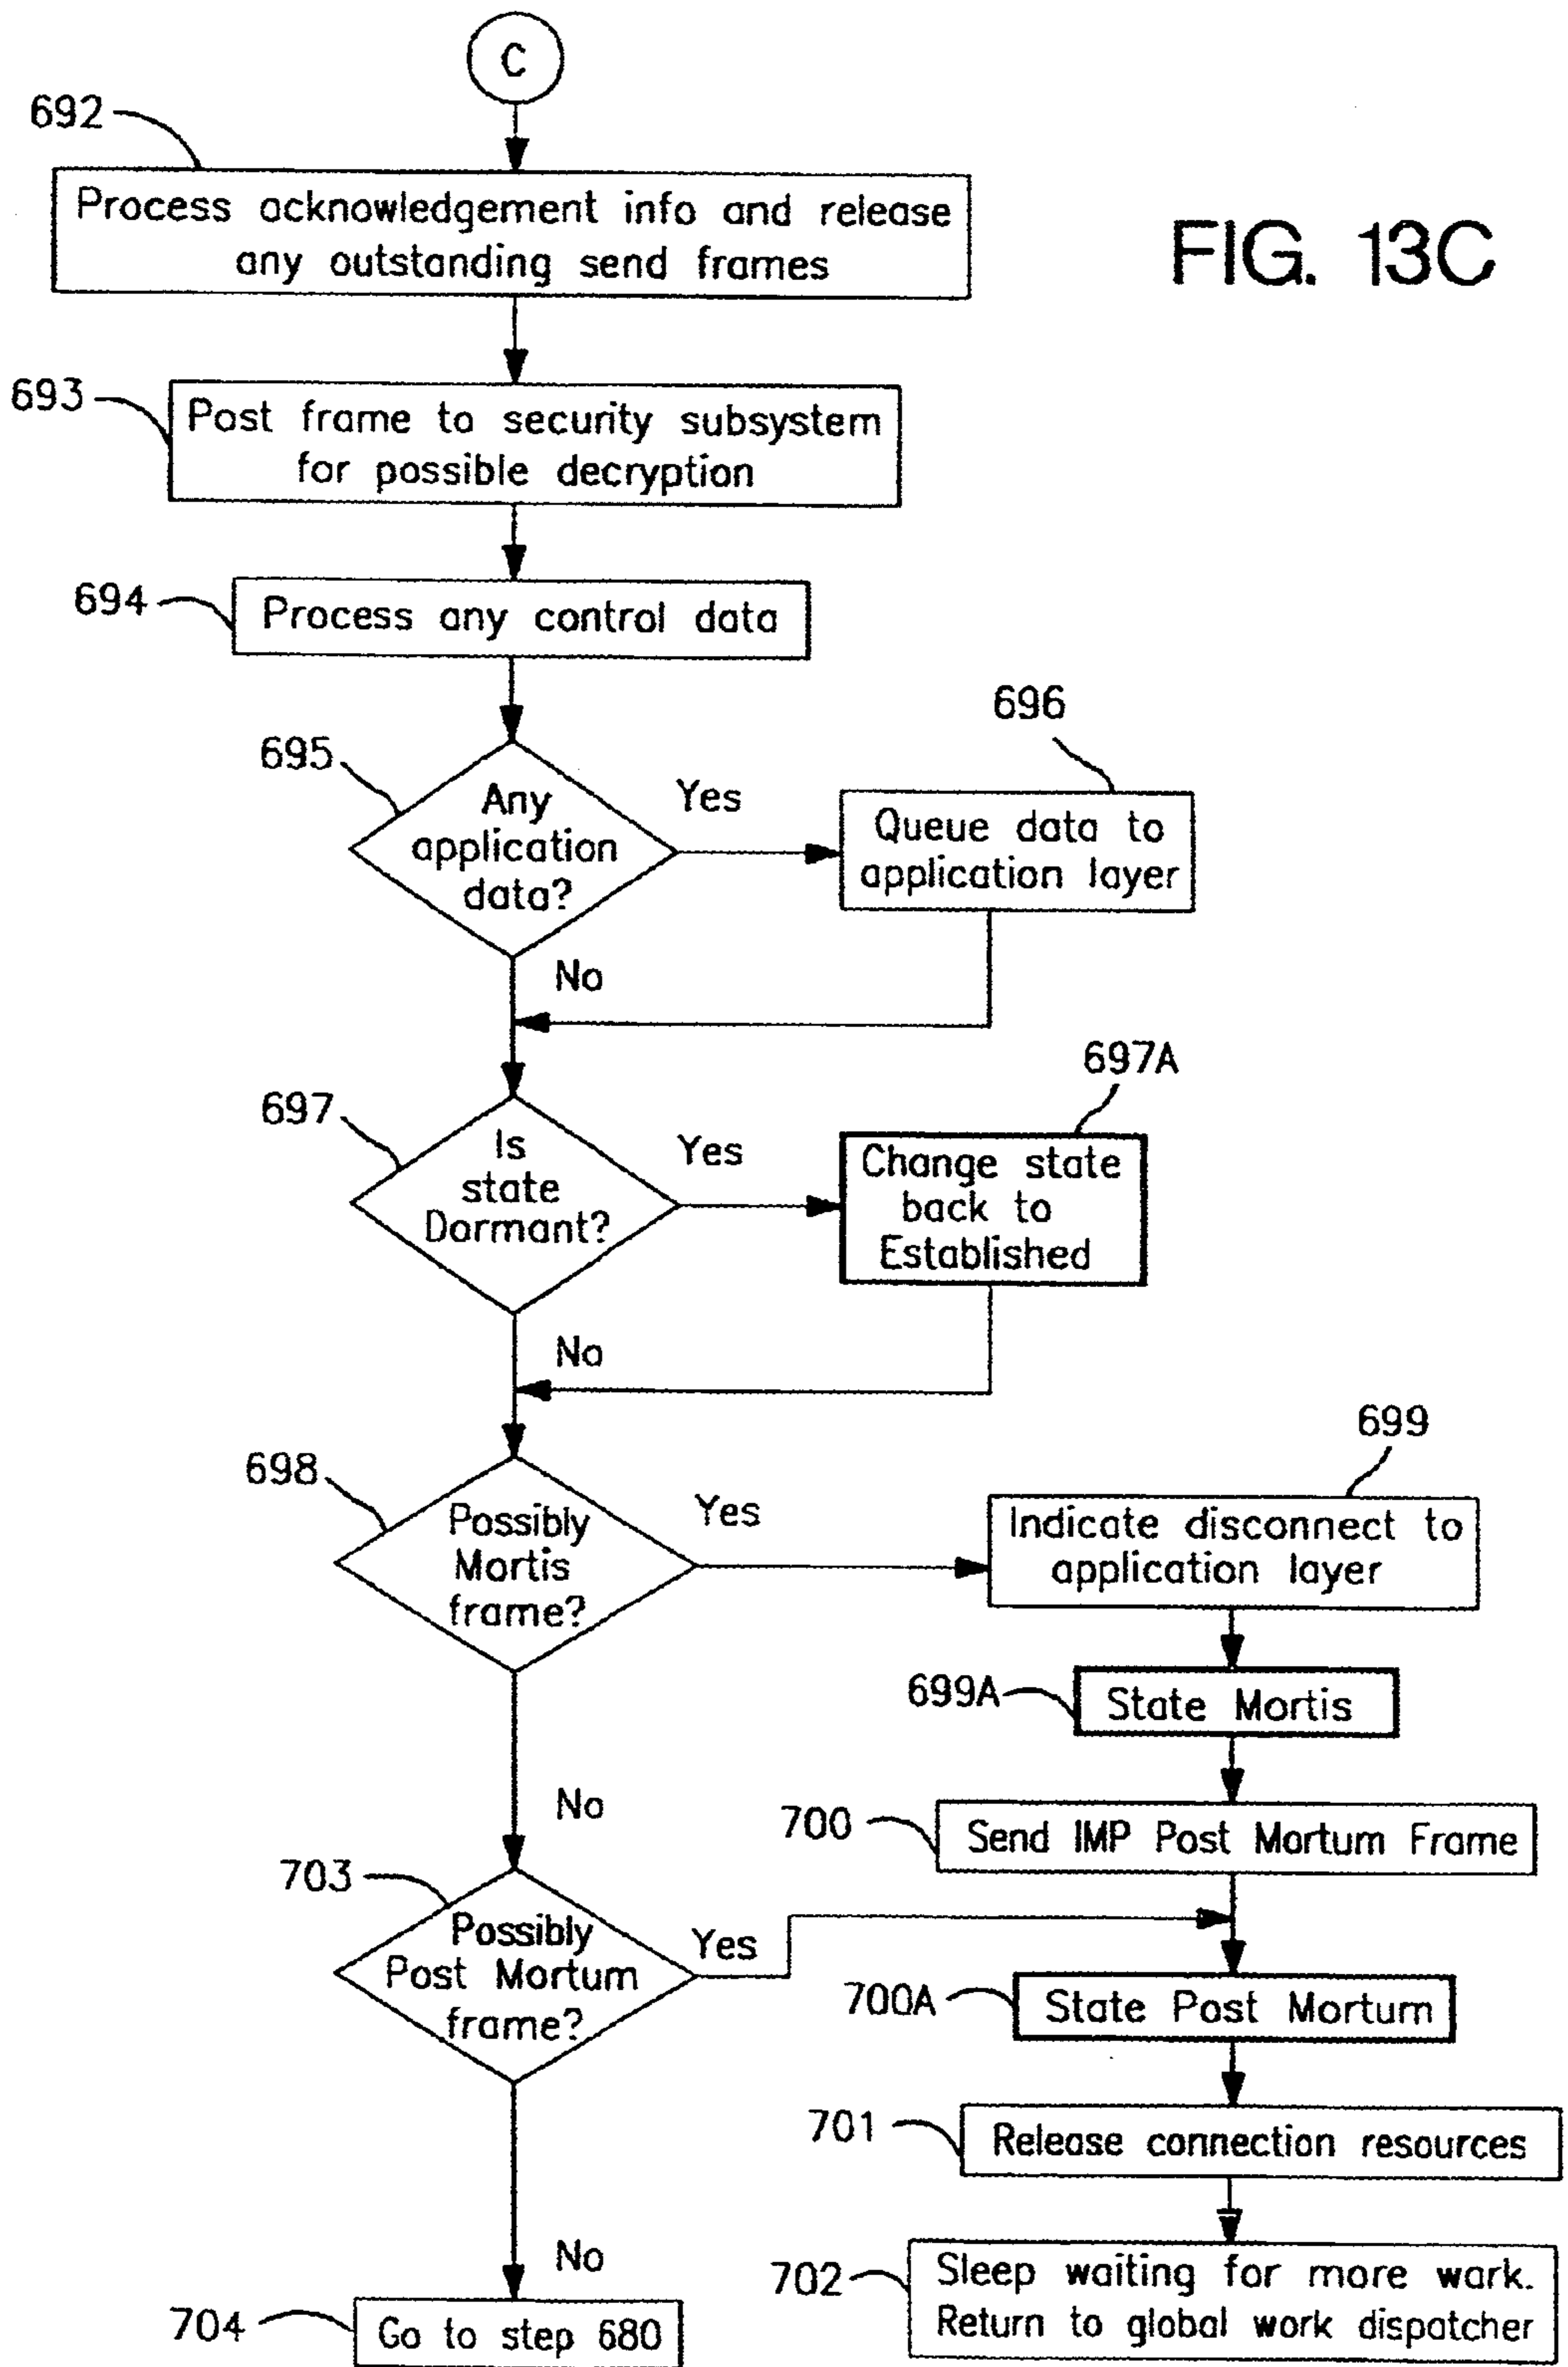 C
692
Process acknowledgement info and release
any outstanding send frames
FIG. 13C
693
Post frame to security subsystem
for possible decryption
694
Process any control data
695
Any
application
data?
Yes
696
Queue data to
application layer
No
697
Is
state
Dormant?
Yes
697A
Change state
back to
Established
No
698
Possibly
Mortis
frame?
Yes
699
Indicate disconnect to
application layer
699A
State Mortis
No
700
Send IMP Post Mortum Frame
703
Possibly
Post Mortum
frame?
Yes
700A
State Post Mortum
701
Release connection resources
No
702
Sleep waiting for more work.
Return to global work dispatcher
704
Go to step 680